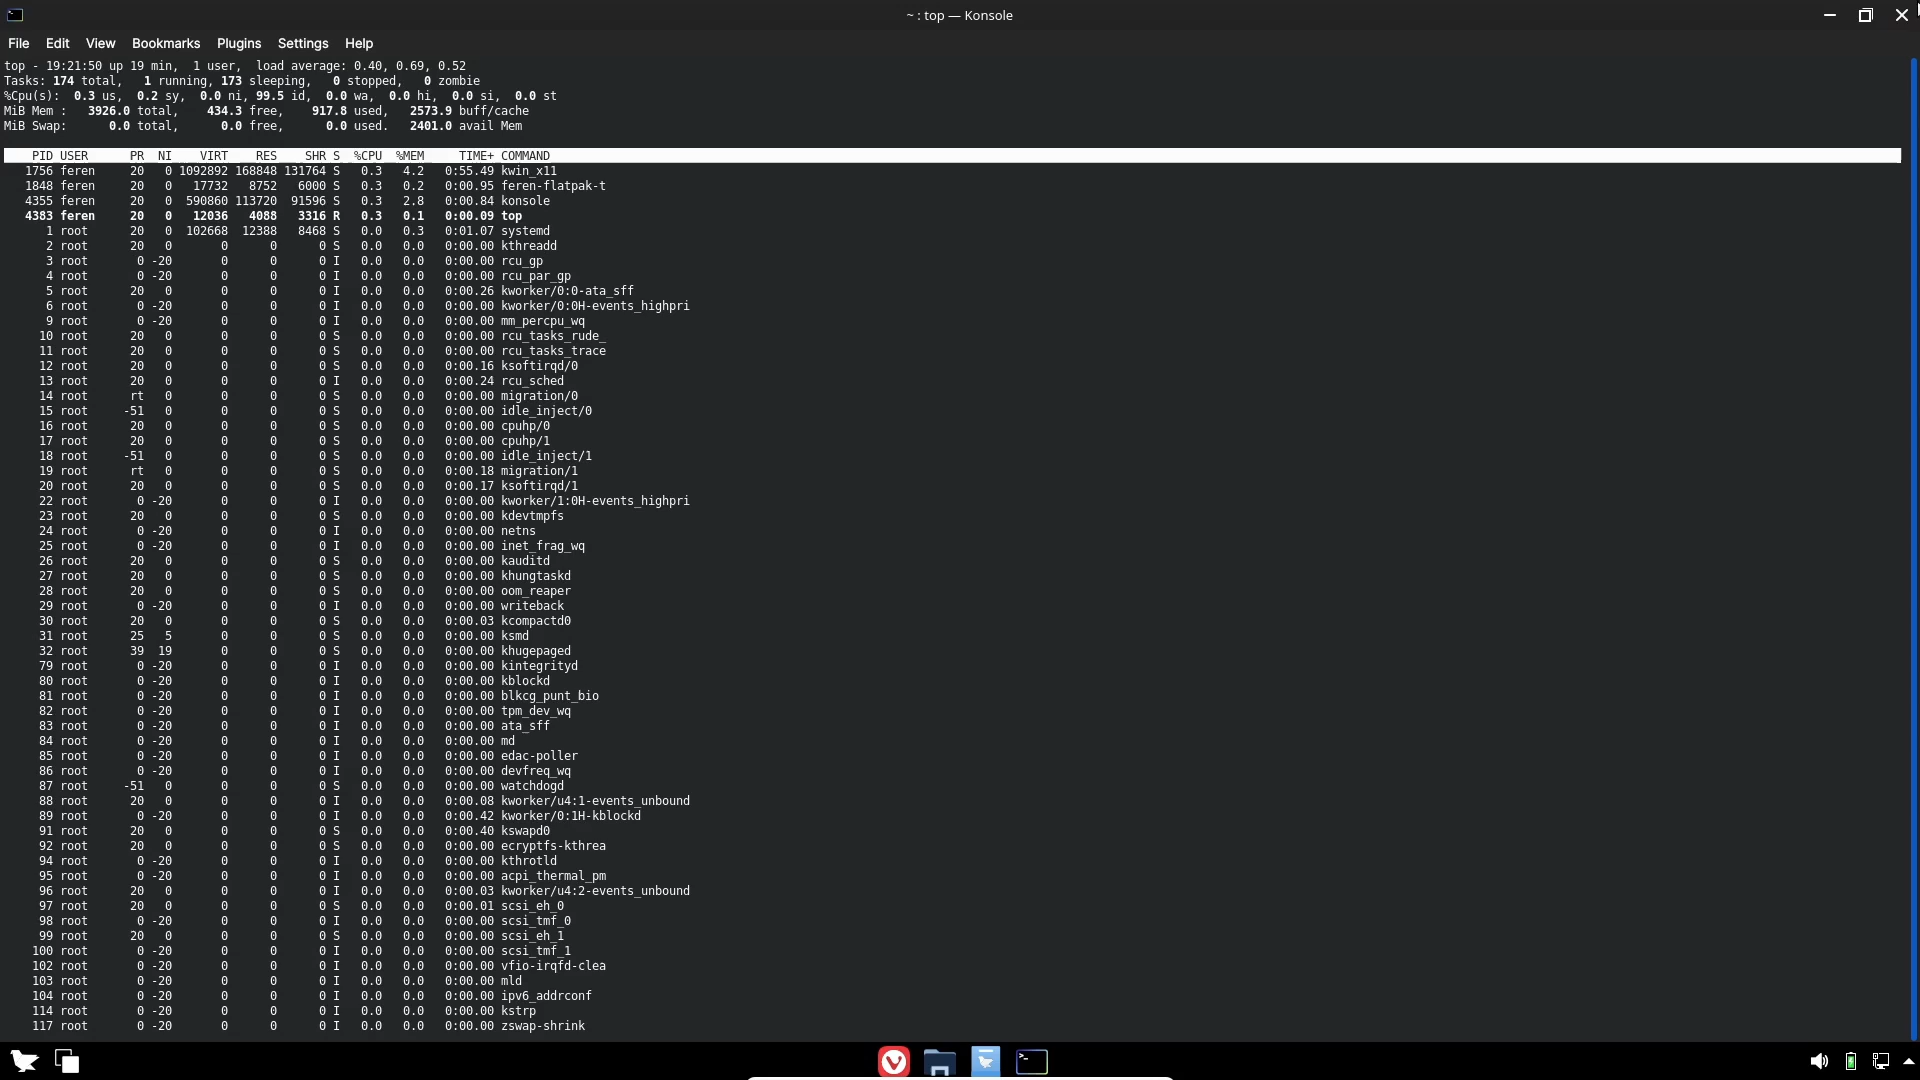 ~ : top — Konsole
File Edit View Bookmarks Plugins Settings Help
top - 19:21:50 up 19 min,  1 user,  load average: 0.40, 0.69, 0.52
Tasks: 174 total,   1 running, 173 sleeping,   0 stopped,   0 zombie
%Cpu(s):  0.3 us,  0.2 sy,  0.0 ni, 99.5 id,  0.0 wa,  0.0 hi,  0.0 si,  0.0 st
MiB Mem :   3926.0 total,    434.3 free,    917.8 used,   2573.9 buff/cache
MiB Swap:      0.0 total,      0.0 free,      0.0 used.   2401.0 avail Mem
PID USER PR NI VIRT RES SHR S %CPU %MEM TIME+ COMMAND
1756 feren 20 0 1092892 168848 131764 S 0.3 4.2 0:55.49 kwin_x11
1848 feren 20 0 17732 8752 6000 S 0.3 0.2 0:00.95 feren-flatpak-t
4355 feren 20 0 590860 113720 91596 S 0.3 2.8 0:00.84 konsole
4383 feren 20 0 12036 4088 3316 R 0.3 0.1 0:00.09 top
1 root 20 0 102668 12388 8468 S 0.0 0.3 0:01.07 systemd
2 root 20 0 0 0 0 S 0.0 0.0 0:00.00 kthreadd
3 root 0 -20 0 0 0 I 0.0 0.0 0:00.00 rcu_gp
4 root 0 -20 0 0 0 I 0.0 0.0 0:00.00 rcu_par_gp
5 root 20 0 0 0 0 I 0.0 0.0 0:00.26 kworker/0:0-ata_sff
6 root 0 -20 0 0 0 I 0.0 0.0 0:00.00 kworker/0:0H-events_highpri
9 root 0 -20 0 0 0 I 0.0 0.0 0:00.00 mm_percpu_wq
10 root 20 0 0 0 0 S 0.0 0.0 0:00.00 rcu_tasks_rude_
11 root 20 0 0 0 0 S 0.0 0.0 0:00.00 rcu_tasks_trace
12 root 20 0 0 0 0 S 0.0 0.0 0:00.16 ksoftirqd/0
13 root 20 0 0 0 0 I 0.0 0.0 0:00.24 rcu_sched
14 root rt 0 0 0 0 S 0.0 0.0 0:00.00 migration/0
15 root -51 0 0 0 0 S 0.0 0.0 0:00.00 idle_inject/0
16 root 20 0 0 0 0 S 0.0 0.0 0:00.00 cpuhp/0
17 root 20 0 0 0 0 S 0.0 0.0 0:00.00 cpuhp/1
18 root -51 0 0 0 0 S 0.0 0.0 0:00.00 idle_inject/1
19 root rt 0 0 0 0 S 0.0 0.0 0:00.18 migration/1
20 root 20 0 0 0 0 S 0.0 0.0 0:00.17 ksoftirqd/1
22 root 0 -20 0 0 0 I 0.0 0.0 0:00.00 kworker/1:0H-events_highpri
23 root 20 0 0 0 0 S 0.0 0.0 0:00.00 kdevtmpfs
24 root 0 -20 0 0 0 I 0.0 0.0 0:00.00 netns
25 root 0 -20 0 0 0 I 0.0 0.0 0:00.00 inet_frag_wq
26 root 20 0 0 0 0 S 0.0 0.0 0:00.00 kauditd
27 root 20 0 0 0 0 S 0.0 0.0 0:00.00 khungtaskd
28 root 20 0 0 0 0 S 0.0 0.0 0:00.00 oom_reaper
29 root 0 -20 0 0 0 I 0.0 0.0 0:00.00 writeback
30 root 20 0 0 0 0 S 0.0 0.0 0:00.03 kcompactd0
31 root 25 5 0 0 0 S 0.0 0.0 0:00.00 ksmd
32 root 39 19 0 0 0 S 0.0 0.0 0:00.00 khugepaged
79 root 0 -20 0 0 0 I 0.0 0.0 0:00.00 kintegrityd
80 root 0 -20 0 0 0 I 0.0 0.0 0:00.00 kblockd
81 root 0 -20 0 0 0 I 0.0 0.0 0:00.00 blkcg_punt_bio
82 root 0 -20 0 0 0 I 0.0 0.0 0:00.00 tpm_dev_wq
83 root 0 -20 0 0 0 I 0.0 0.0 0:00.00 ata_sff
84 root 0 -20 0 0 0 I 0.0 0.0 0:00.00 md
85 root 0 -20 0 0 0 I 0.0 0.0 0:00.00 edac-poller
86 root 0 -20 0 0 0 I 0.0 0.0 0:00.00 devfreq_wq
87 root -51 0 0 0 0 S 0.0 0.0 0:00.00 watchdogd
88 root 20 0 0 0 0 I 0.0 0.0 0:00.08 kworker/u4:1-events_unbound
89 root 0 -20 0 0 0 I 0.0 0.0 0:00.42 kworker/0:1H-kblockd
91 root 20 0 0 0 0 S 0.0 0.0 0:00.40 kswapd0
92 root 20 0 0 0 0 S 0.0 0.0 0:00.00 ecryptfs-kthrea
94 root 0 -20 0 0 0 I 0.0 0.0 0:00.00 kthrotld
95 root 0 -20 0 0 0 I 0.0 0.0 0:00.00 acpi_thermal_pm
96 root 20 0 0 0 0 I 0.0 0.0 0:00.03 kworker/u4:2-events_unbound
97 root 20 0 0 0 0 S 0.0 0.0 0:00.01 scsi_eh_0
98 root 0 -20 0 0 0 I 0.0 0.0 0:00.00 scsi_tmf_0
99 root 20 0 0 0 0 S 0.0 0.0 0:00.00 scsi_eh_1
100 root 0 -20 0 0 0 I 0.0 0.0 0:00.00 scsi_tmf_1
102 root 0 -20 0 0 0 I 0.0 0.0 0:00.00 vfio-irqfd-clea
103 root 0 -20 0 0 0 I 0.0 0.0 0:00.00 mld
104 root 0 -20 0 0 0 I 0.0 0.0 0:00.00 ipv6_addrconf
114 root 0 -20 0 0 0 I 0.0 0.0 0:00.00 kstrp
117 root 0 -20 0 0 0 I 0.0 0.0 0:00.00 zswap-shrink